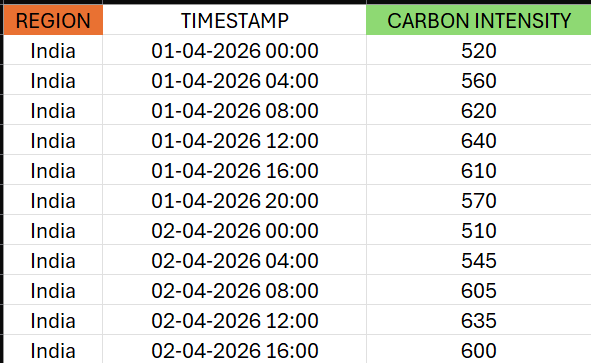 REGION TIMESTAMP CARBON INTENSITY
India 01-04-2026 00:00 520
India 01-04-2026 04:00 560
India 01-04-2026 08:00 620
India 01-04-2026 12:00 640
India 01-04-2026 16:00 610
India 01-04-2026 20:00 570
India 02-04-2026 00:00 510
India 02-04-2026 04:00 545
India 02-04-2026 08:00 605
India 02-04-2026 12:00 635
India 02-04-2026 16:00 600